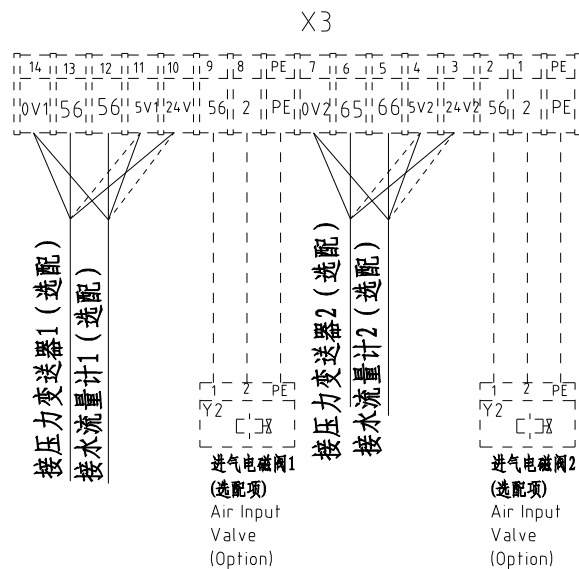 X3
14 13 12 11 10 9 8 PE 7 6 5 4 3 2 1 PE
0V1 56 56 5V1 24V 56 2 PE 0V2 65 66 5V2 24V2 56 2 PE
接压力变送器1(选配)
接水流量计1(选配)
接压力变送器2(选配)
接水流量计2(选配)
1 2 PE
Y2
进气电磁阀1
(选配项)
Air Input
Valve
(Option)
1 2 PE
Y2
进气电磁阀2
(选配项)
Air Input
Valve
(Option)